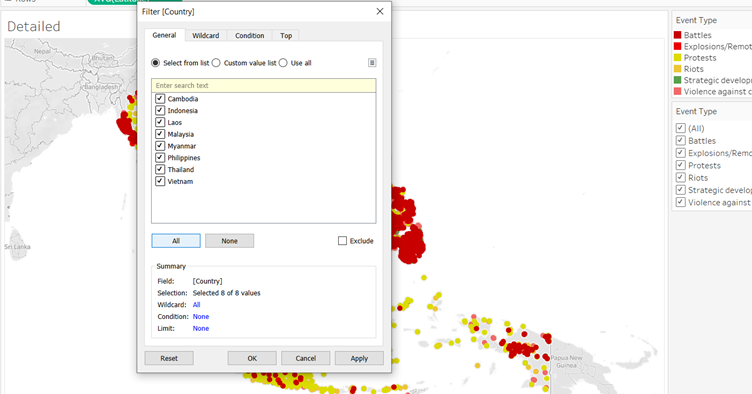 Filter [Country]
Detailed
General
Wildcard
Condition
Top
Select from list
Custom value list
Use all
Enter search text
Cambodia
Indonesia
Laos
Malaysia
Myanmar
Philippines
Thailand
Vietnam
All
None
Exclude
Summary
Field: [Country]
Selection: Selected 8 of 8 values
Wildcard: All
Condition: None
Limit: None
Reset
OK
Cancel
Apply
Nepal
Bhutan
Bangladesh
Sri Lanka
Papua New
Guinea
Event Type
Battles
Explosions/Remo
Protests
Riots
Strategic develop
Violence against c
Event Type
(All)
Battles
Explosions/Remo
Protests
Riots
Strategic develop
Violence against